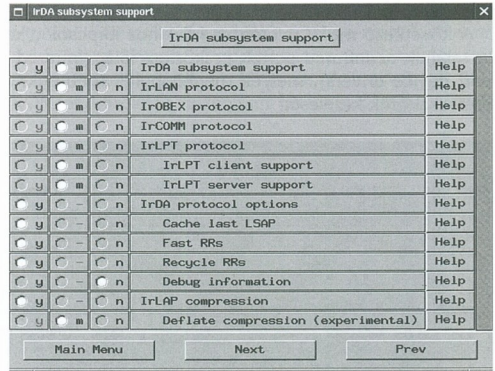 IrDA subsystem support
IrDA subsystem support
y m n IrDA subsystem support Help
y m n IrLAN protocol Help
y m n IrOBEX protocol Help
y m n IrCOMM protocol Help
y m n IrLPT protocol Help
y m n IrLPT client support Help
y m n IrLPT server support Help
y - n IrDA protocol options Help
y - n Cache last LSAP Help
y - n Fast RRs Help
y - n Recycle RRs Help
y - n Debug information Help
y - n IrLAP compression Help
y m n Deflate compression (experimental) Help
Main Menu Next Prev